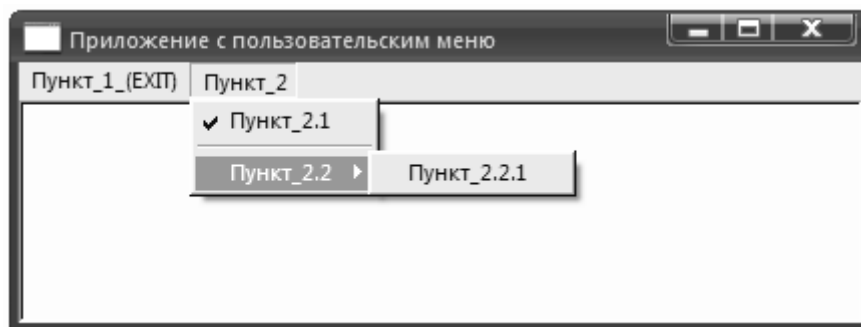 Приложение с пользовательским меню
Пункт_1_(EXIT) Пункт_2
Пункт_2.1
Пункт_2.2 Пункт_2.2.1